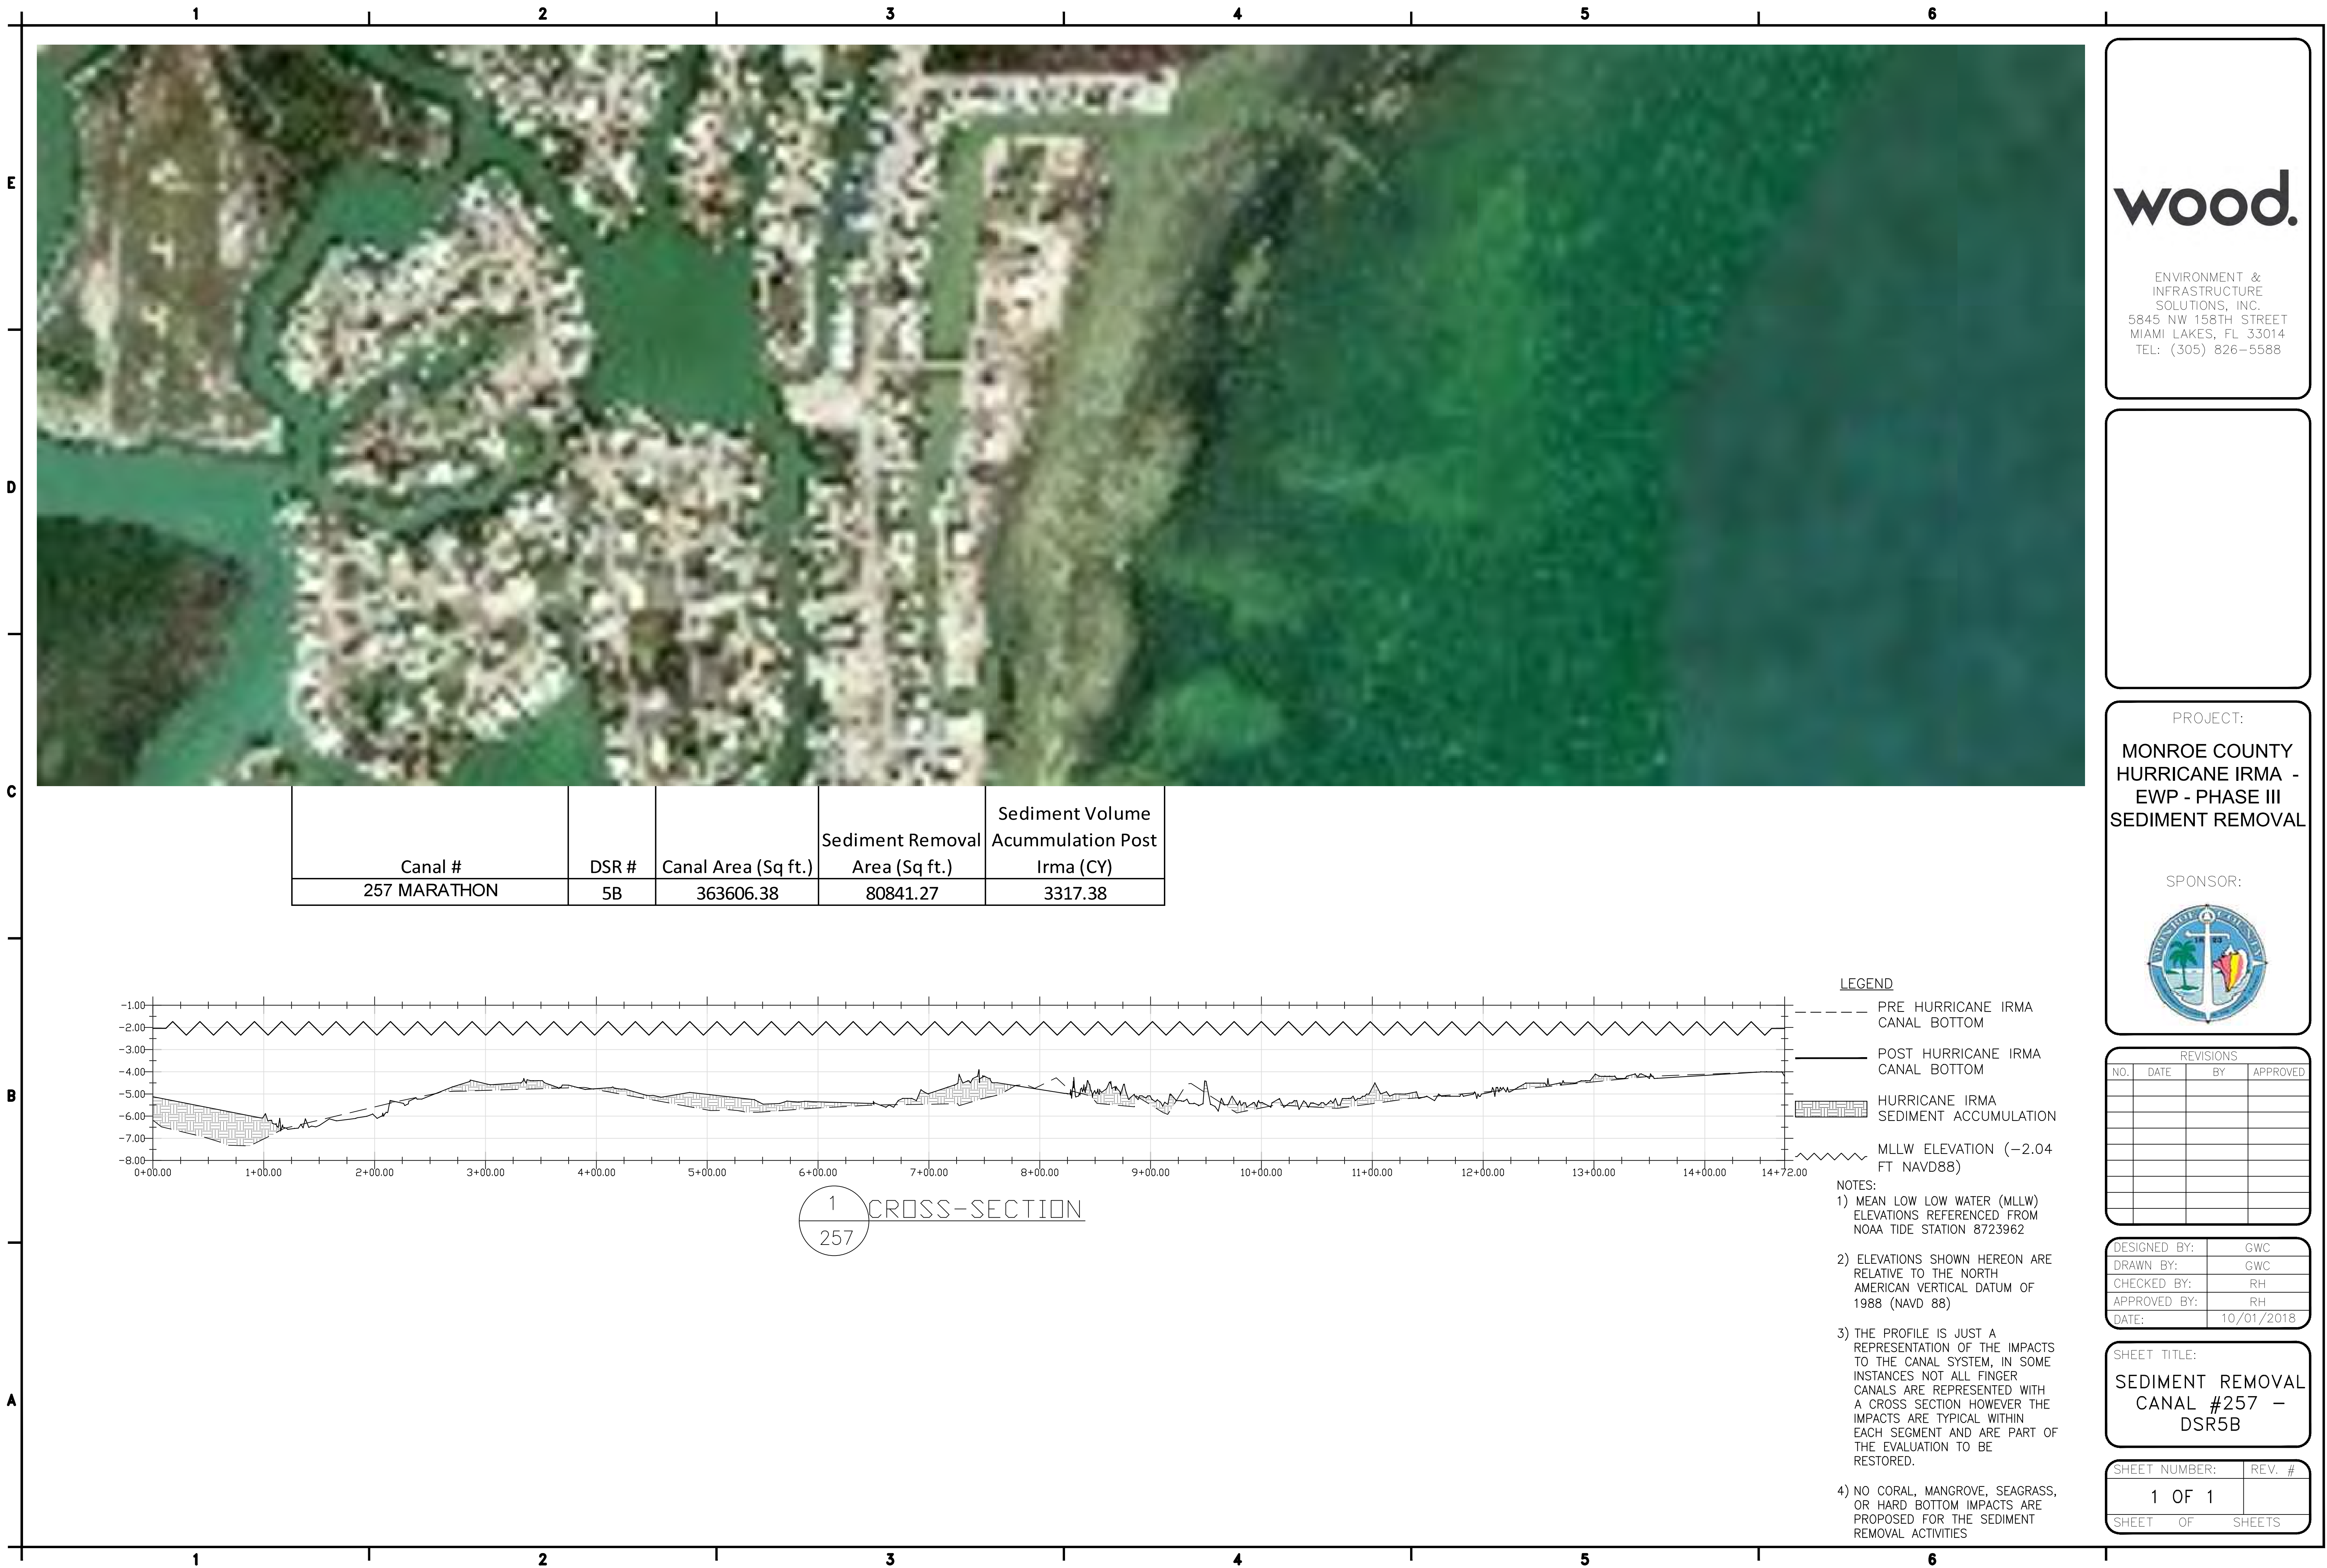 1 2 3 4 5 6
E
D
C
B
A
wood.
ENVIRONMENT &
INFRASTRUCTURE
SOLUTIONS, INC.
5845 NW 158TH STREET
MIAMI LAKES, FL 33014
TEL: (305) 826-5588
PROJECT:
MONROE COUNTY
HURRICANE IRMA -
EWP - PHASE III
SEDIMENT REMOVAL
SPONSOR:
MONROE COUNTY
Canal # DSR # Canal Area (Sq ft.) Sediment Removal Area (Sq ft.) Sediment Volume Acummulation Post Irma (CY)
257 MARATHON 5B 363606.38 80841.27 3317.38
-1.00
-2.00
-3.00
-4.00
-5.00
-6.00
-7.00
-8.00
0+00.00 1+00.00 2+00.00 3+00.00 4+00.00 5+00.00 6+00.00 7+00.00 8+00.00 9+00.00 10+00.00 11+00.00 12+00.00 13+00.00 14+00.00 14+72.00
1
257
CROSS-SECTION
LEGEND
PRE HURRICANE IRMA
CANAL BOTTOM
POST HURRICANE IRMA
CANAL BOTTOM
HURRICANE IRMA
SEDIMENT ACCUMULATION
MLLW ELEVATION (-2.04
FT NAVD88)
NOTES:
1) MEAN LOW LOW WATER (MLLW)
ELEVATIONS REFERENCED FROM
NOAA TIDE STATION 8723962
2) ELEVATIONS SHOWN HEREON ARE
RELATIVE TO THE NORTH
AMERICAN VERTICAL DATUM OF
1988 (NAVD 88)
3) THE PROFILE IS JUST A
REPRESENTATION OF THE IMPACTS
TO THE CANAL SYSTEM, IN SOME
INSTANCES NOT ALL FINGER
CANALS ARE REPRESENTED WITH
A CROSS SECTION HOWEVER THE
IMPACTS ARE TYPICAL WITHIN
EACH SEGMENT AND ARE PART OF
THE EVALUATION TO BE
RESTORED.
4) NO CORAL, MANGROVE, SEAGRASS,
OR HARD BOTTOM IMPACTS ARE
PROPOSED FOR THE SEDIMENT
REMOVAL ACTIVITIES
REVISIONS
NO. DATE BY APPROVED
DESIGNED BY: GWC
DRAWN BY: GWC
CHECKED BY: RH
APPROVED BY: RH
DATE: 10/01/2018
SHEET TITLE:
SEDIMENT REMOVAL
CANAL #257 -
DSR5B
SHEET NUMBER: REV. #
1 OF 1
SHEET OF SHEETS
1 2 3 4 5 6